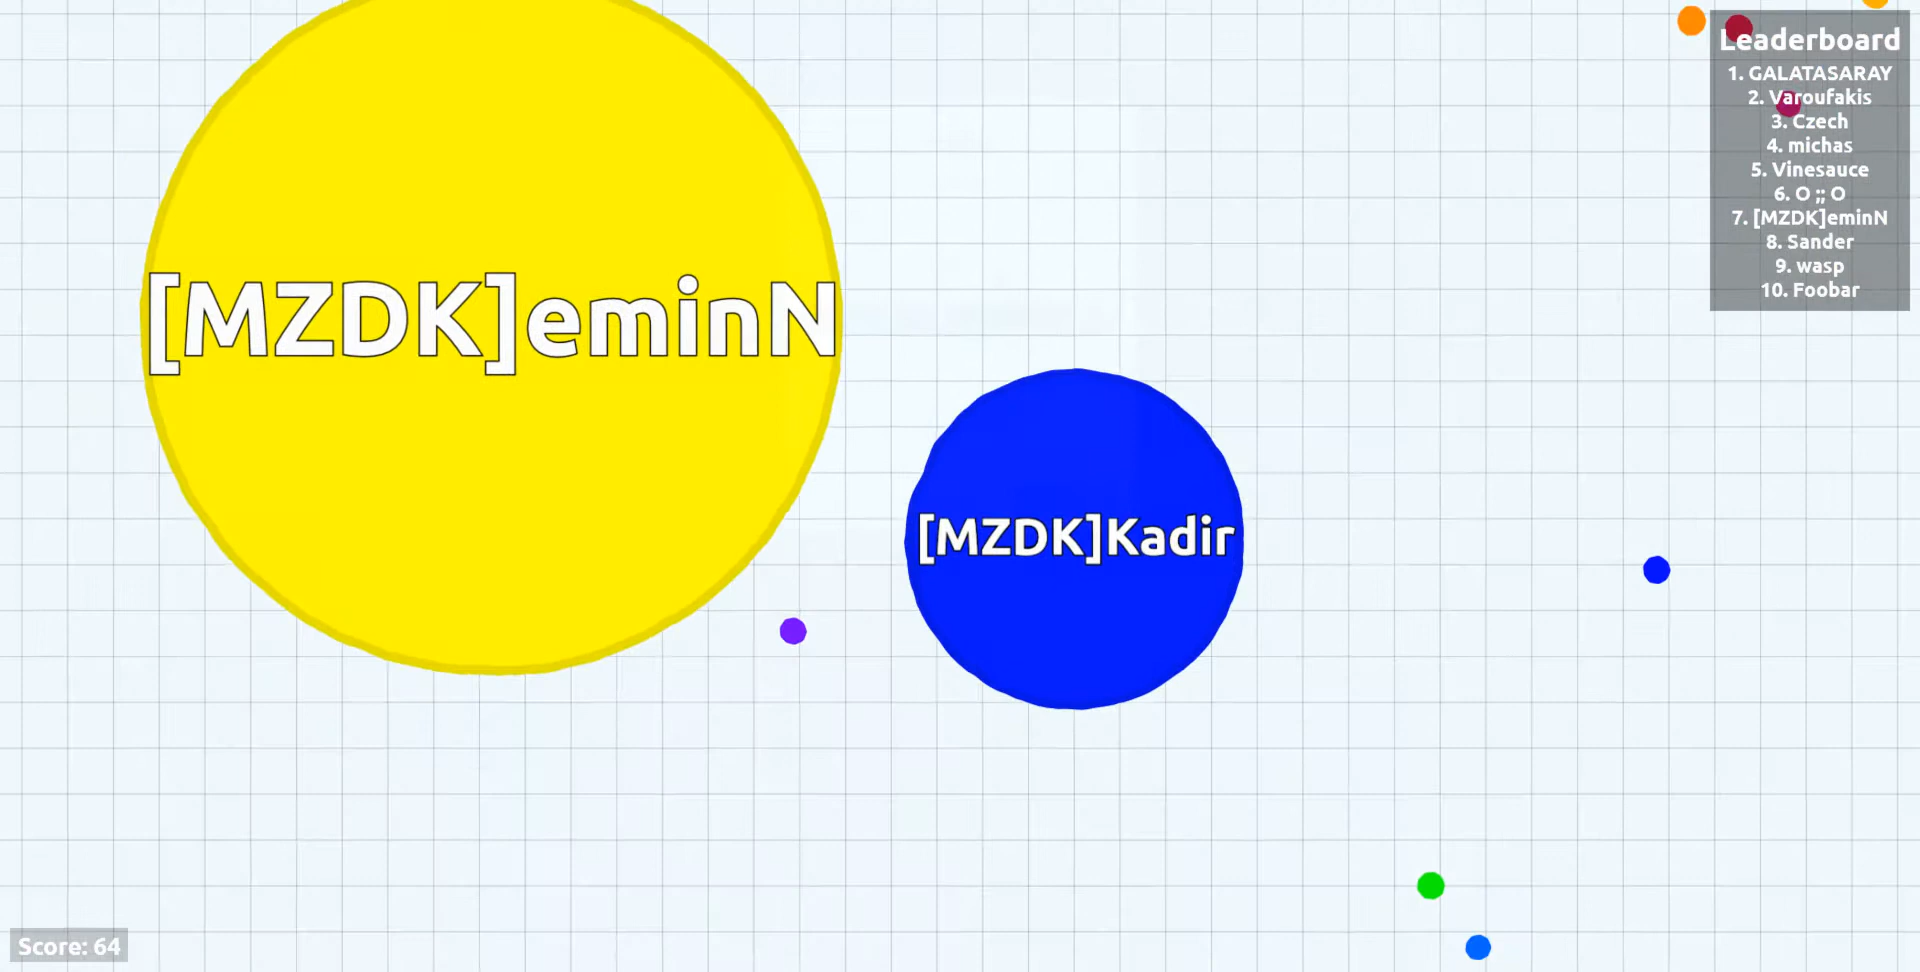 Leaderboard
1. GALATASARAY
2. Varoufakis
3. Czech
4. michas
5. Vinesauce
6. O ;; O
7. [MZDK]eminN
8. Sander
9. wasp
10. Foobar
[MZDK]eminN
[MZDK]Kadir
Score: 64